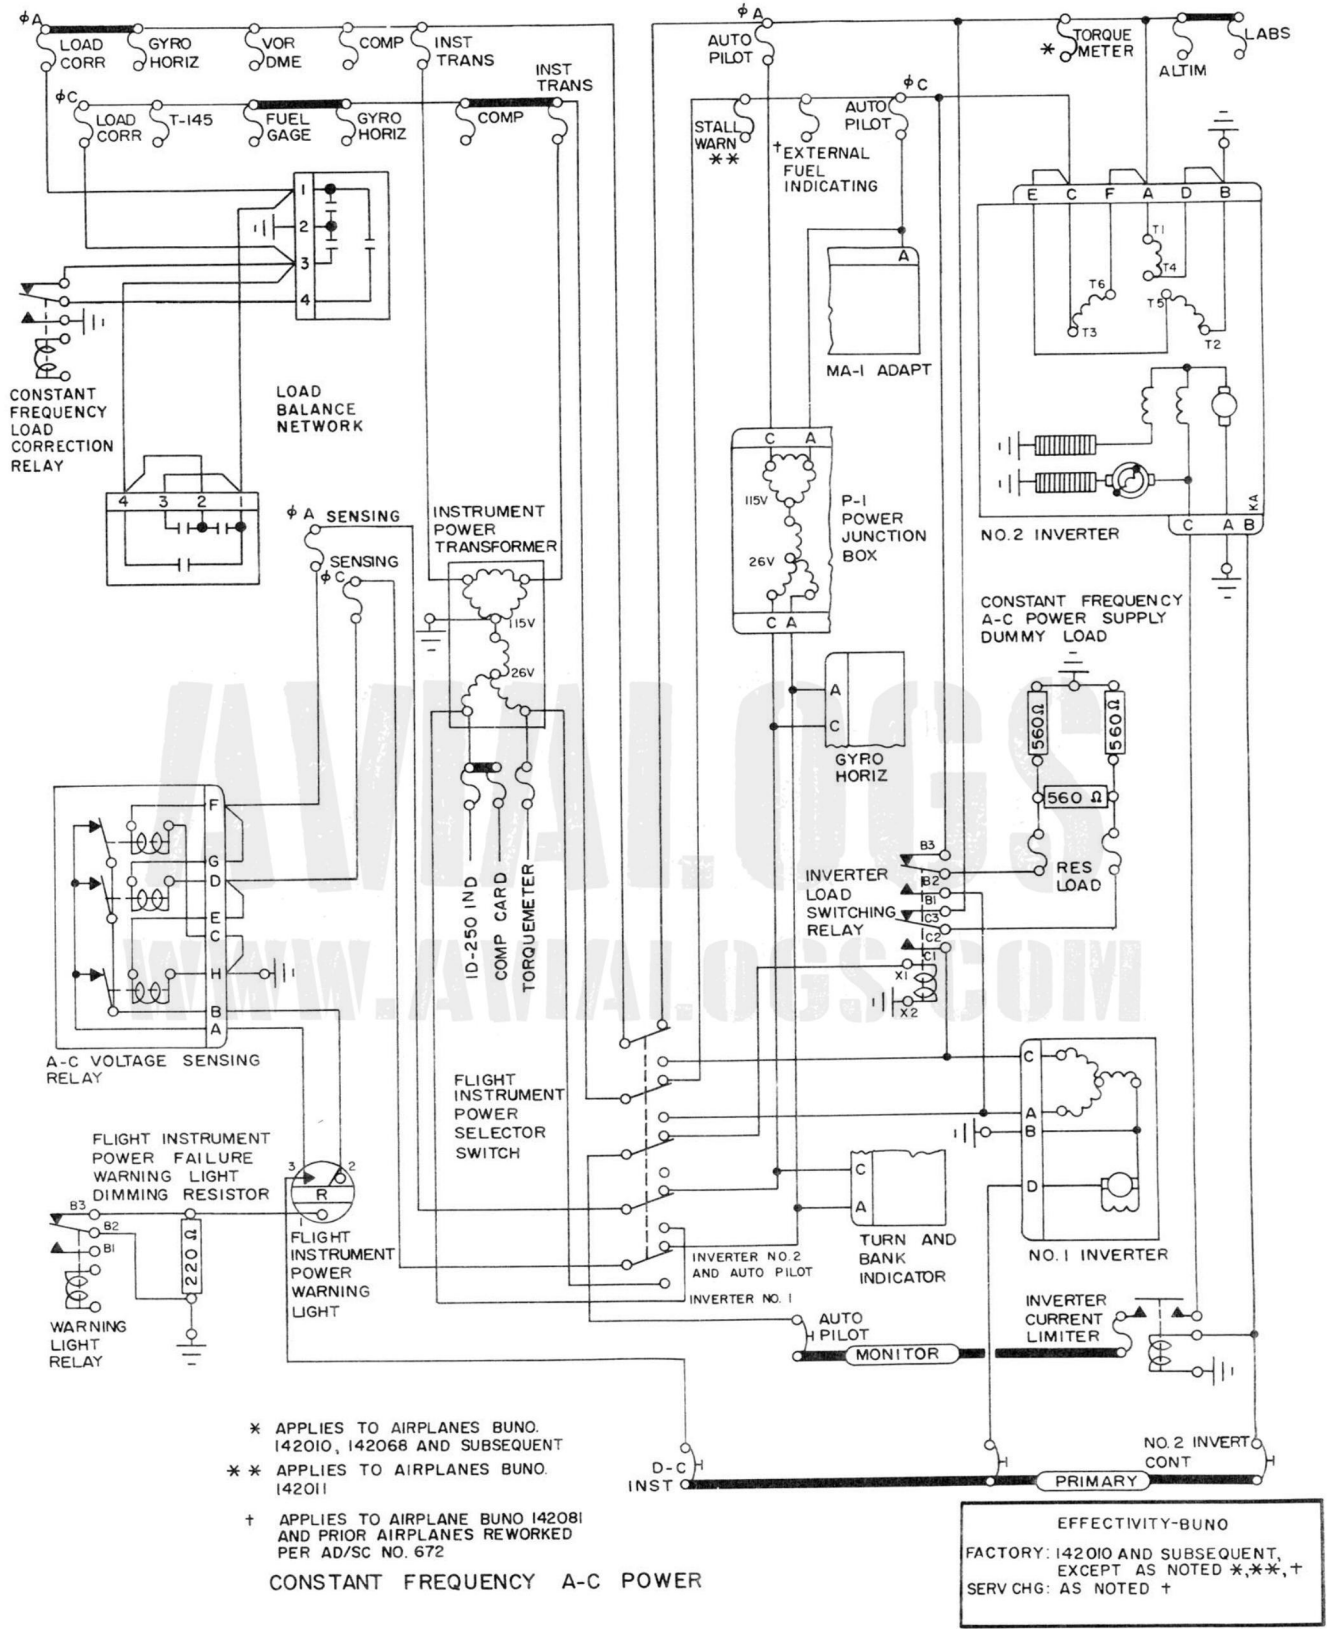 φA
LOAD
CORR
GYRO
HORIZ
VOR
DME
COMP
INST
TRANS
φC
LOAD
CORR
T-145
FUEL
GAGE
GYRO
HORIZ
COMP
INST
TRANS
φA
AUTO
PILOT
φC
STALL
WARN
**
† EXTERNAL
FUEL
INDICATING
AUTO
PILOT
*
TORQUE
METER
ALTIM
LABS
1
2
3
4
CONSTANT
FREQUENCY
LOAD
CORRECTION
RELAY
LOAD
BALANCE
NETWORK
4 3 2 1
A
MA-1 ADAPT
E C F A D B
T1
T4
T6
T5
T3
T2
C A B
KA
NO.2 INVERTER
C A
115V
26V
C A
P-1
POWER
JUNCTION
BOX
φA SENSING
SENSING
φC
INSTRUMENT
POWER
TRANSFORMER
115V
26V
ID-250 IND
COMP CARD
TORQUEMETER
A
C
GYRO
HORIZ
CONSTANT FREQUENCY
A-C POWER SUPPLY
DUMMY LOAD
560Ω
560Ω
560 Ω
RES
LOAD
AVIALOGS
WWW.AVIALOGS.COM
F
G
D
E
C
H
B
A
A-C VOLTAGE SENSING
RELAY
INVERTER
LOAD
SWITCHING
RELAY
B3
B2
B1
C3
C2
C1
X1
X2
FLIGHT
INSTRUMENT
POWER
SELECTOR
SWITCH
C
A
B
D
NO.1 INVERTER
FLIGHT INSTRUMENT
POWER FAILURE
WARNING LIGHT
DIMMING RESISTOR
B3
B2
B1
220Ω
WARNING
LIGHT
RELAY
3 2
R
1
FLIGHT
INSTRUMENT
POWER
WARNING
LIGHT
C
A
TURN AND
BANK
INDICATOR
INVERTER NO.2
AND AUTO PILOT
INVERTER NO. 1
AUTO
PILOT
MONITOR
INVERTER
CURRENT
LIMITER
D-C
INST
NO.2 INVERT
CONT
PRIMARY
* APPLIES TO AIRPLANES BUNO.
142010, 142068 AND SUBSEQUENT
** APPLIES TO AIRPLANES BUNO.
142011
† APPLIES TO AIRPLANE BUNO 142081
AND PRIOR AIRPLANES REWORKED
PER AD/SC NO. 672
CONSTANT FREQUENCY A-C POWER
EFFECTIVITY-BUNO
FACTORY: 142010 AND SUBSEQUENT,
EXCEPT AS NOTED *,**,†
SERV CHG: AS NOTED †